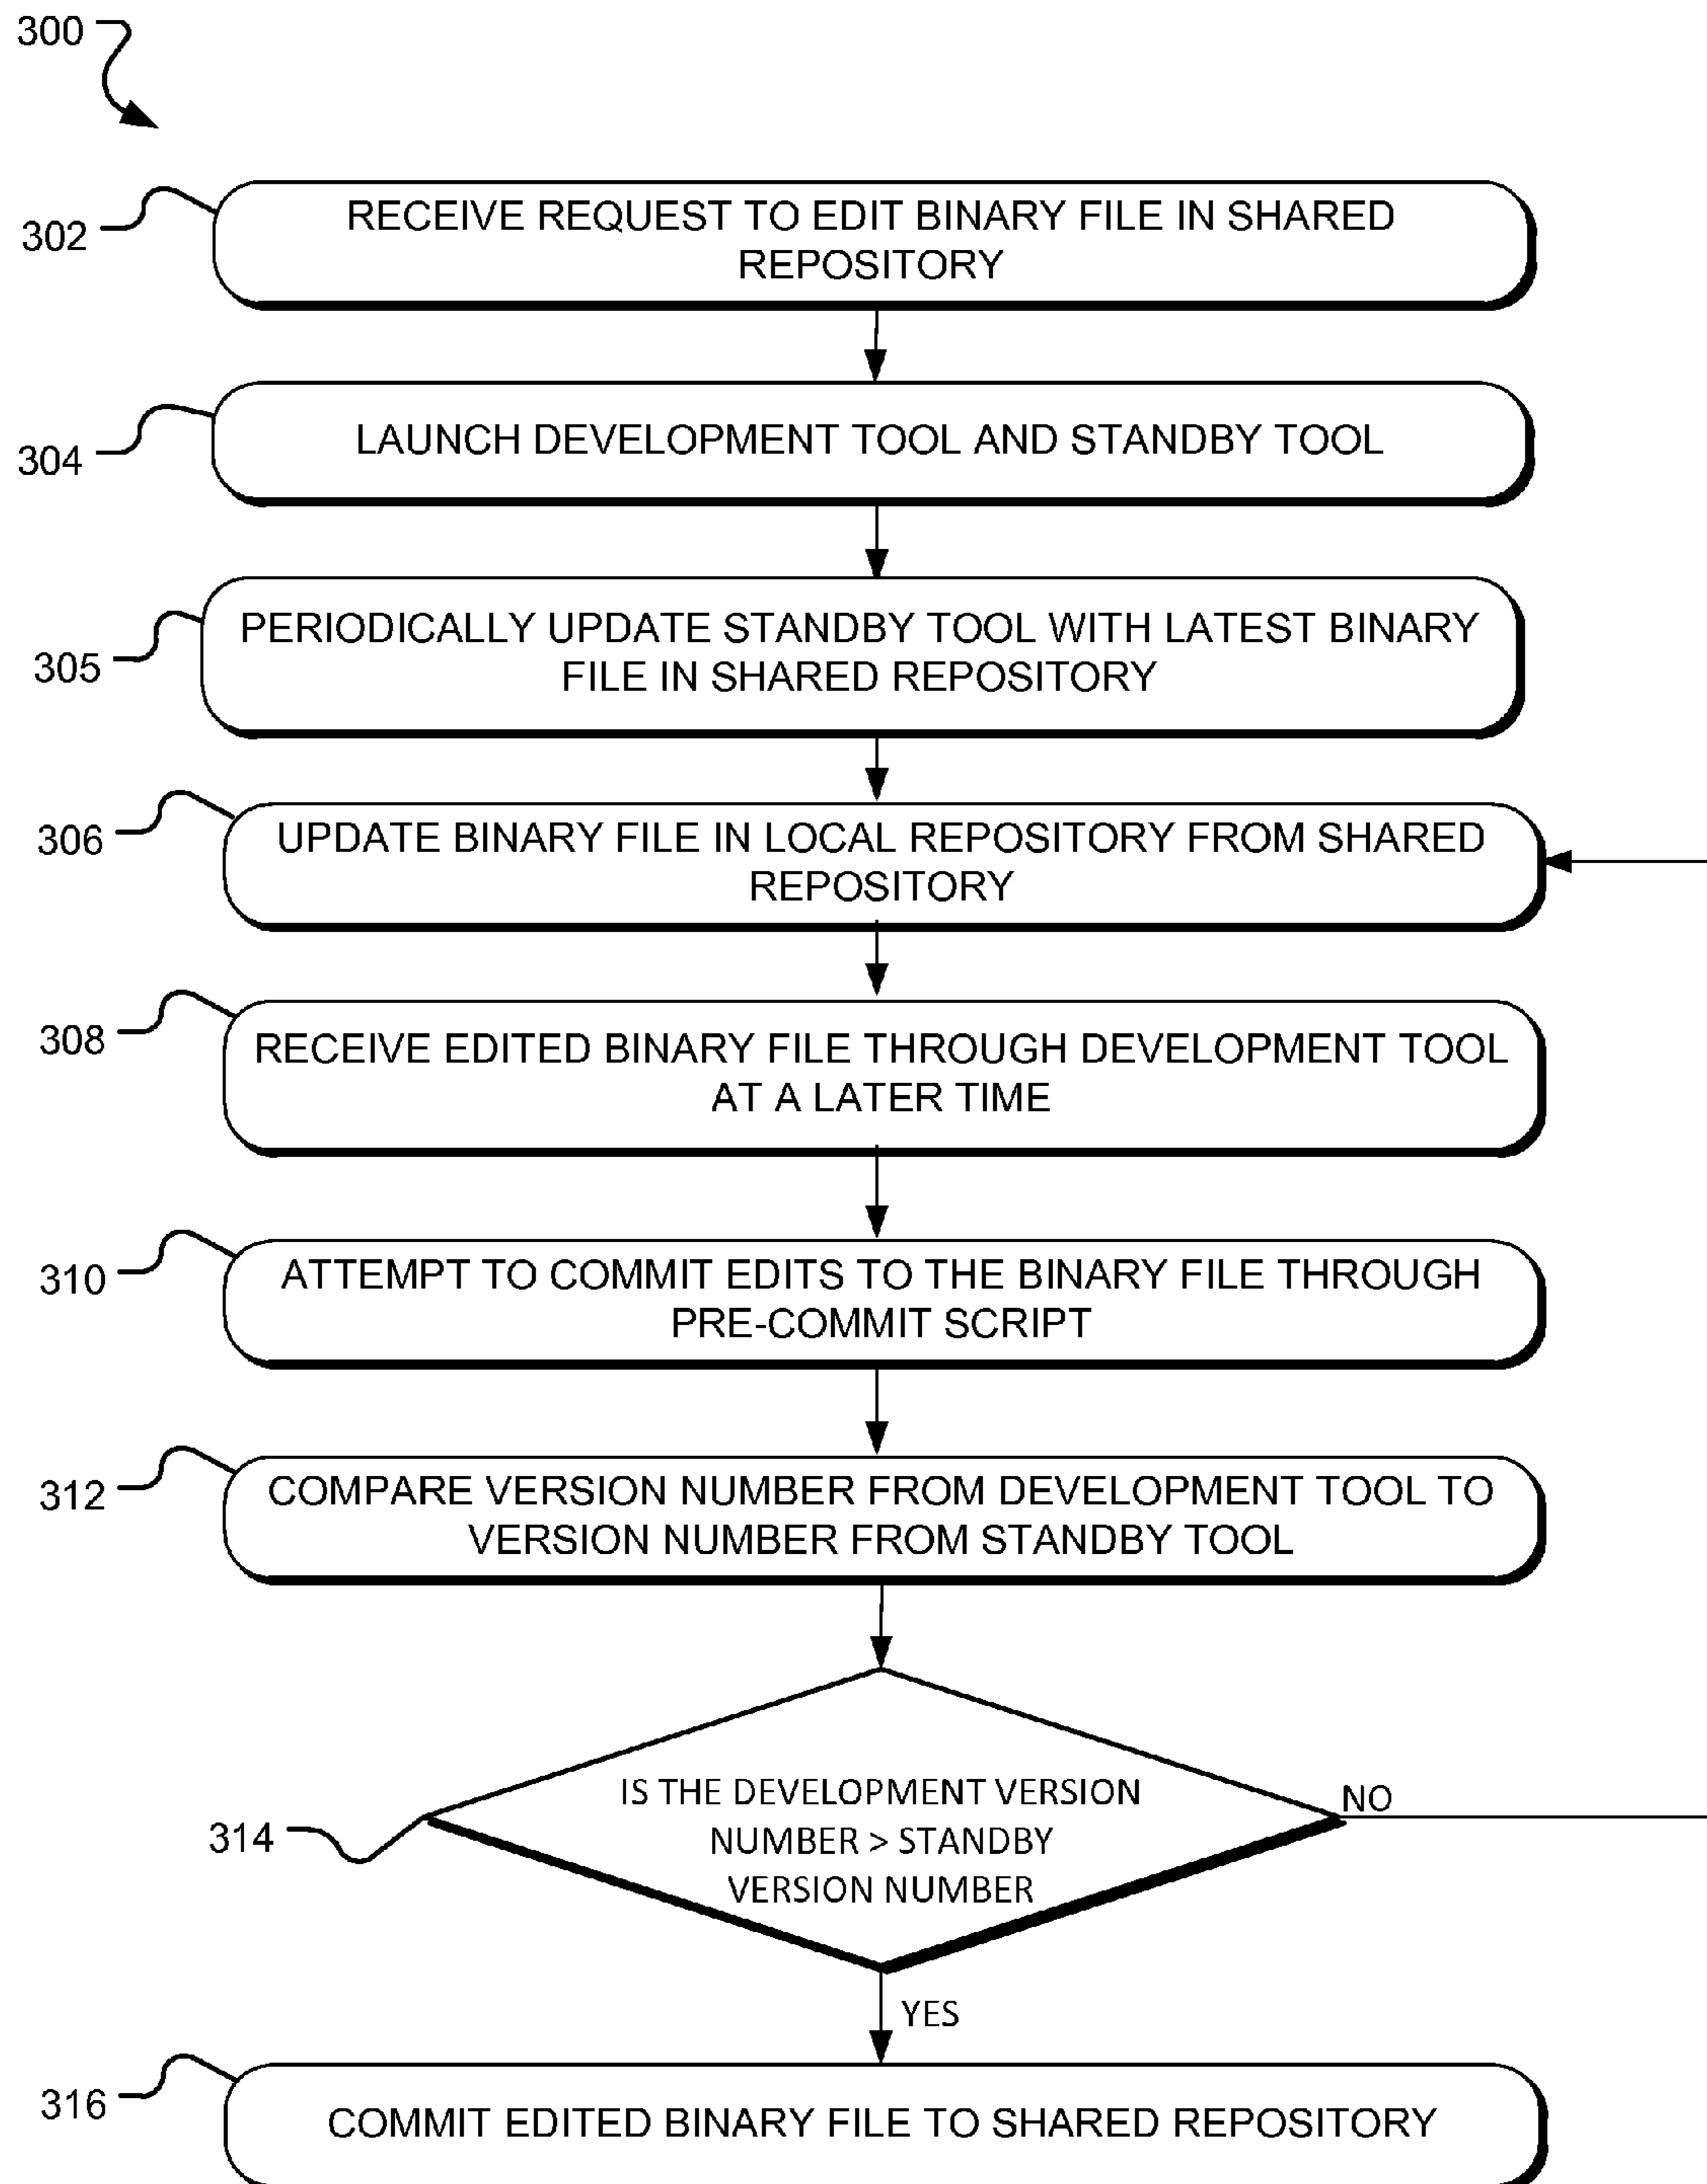 300
302
RECEIVE REQUEST TO EDIT BINARY FILE IN SHARED
REPOSITORY
304
LAUNCH DEVELOPMENT TOOL AND STANDBY TOOL
305
PERIODICALLY UPDATE STANDBY TOOL WITH LATEST BINARY
FILE IN SHARED REPOSITORY
306
UPDATE BINARY FILE IN LOCAL REPOSITORY FROM SHARED
REPOSITORY
308
RECEIVE EDITED BINARY FILE THROUGH DEVELOPMENT TOOL
AT A LATER TIME
310
ATTEMPT TO COMMIT EDITS TO THE BINARY FILE THROUGH
PRE-COMMIT SCRIPT
312
COMPARE VERSION NUMBER FROM DEVELOPMENT TOOL TO
VERSION NUMBER FROM STANDBY TOOL
314
IS THE DEVELOPMENT VERSION
NUMBER > STANDBY
VERSION NUMBER
NO
YES
316
COMMIT EDITED BINARY FILE TO SHARED REPOSITORY